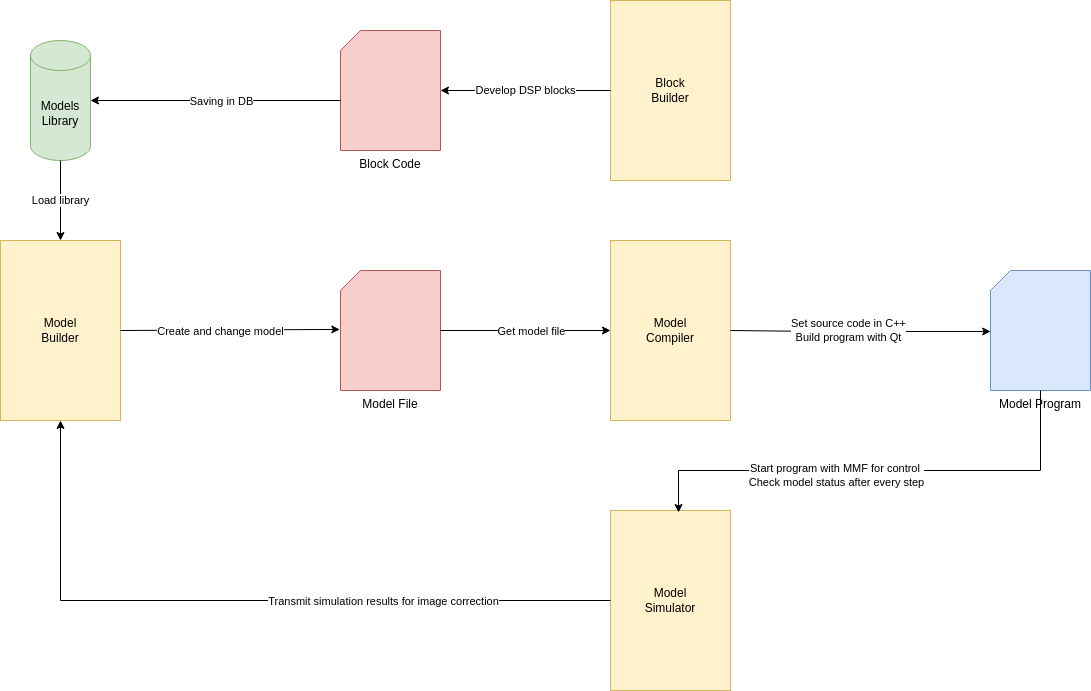 Block
Builder
Develop DSP blocks
Saving in DB
Models
Library
Block Code
Load library
Model
Builder
Create and change model
Get model file
Model
Compiler
Set source code in C++
Build program with Qt
Model File
Model Program
Start program with MMF for control
Check model status after every step
Transmit simulation results for image correction
Model
Simulator